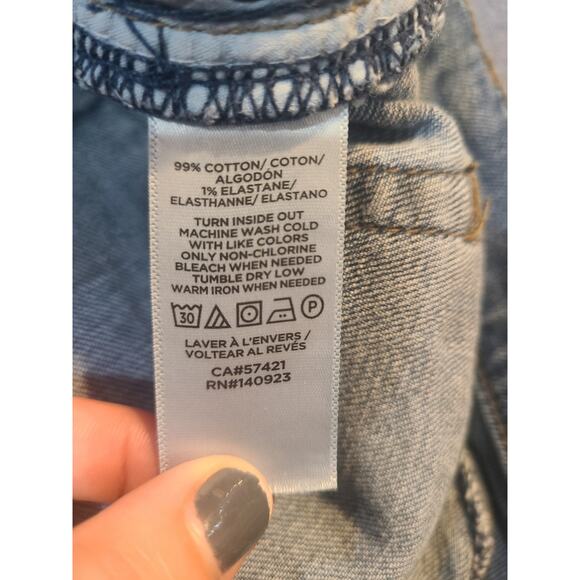 99% COTTON/ COTON/
ALGODÓN
1% ELASTANE/
ELASTHANNE/ ELASTANO
TURN INSIDE OUT
MACHINE WASH COLD
WITH LIKE COLORS
ONLY NON-CHLORINE
BLEACH WHEN NEEDED
TUMBLE DRY LOW
WARM IRON WHEN NEEDED
30 P
LAVER À L'ENVERS /
VOLTEAR AL REVÉS
CA#57421
RN#140923